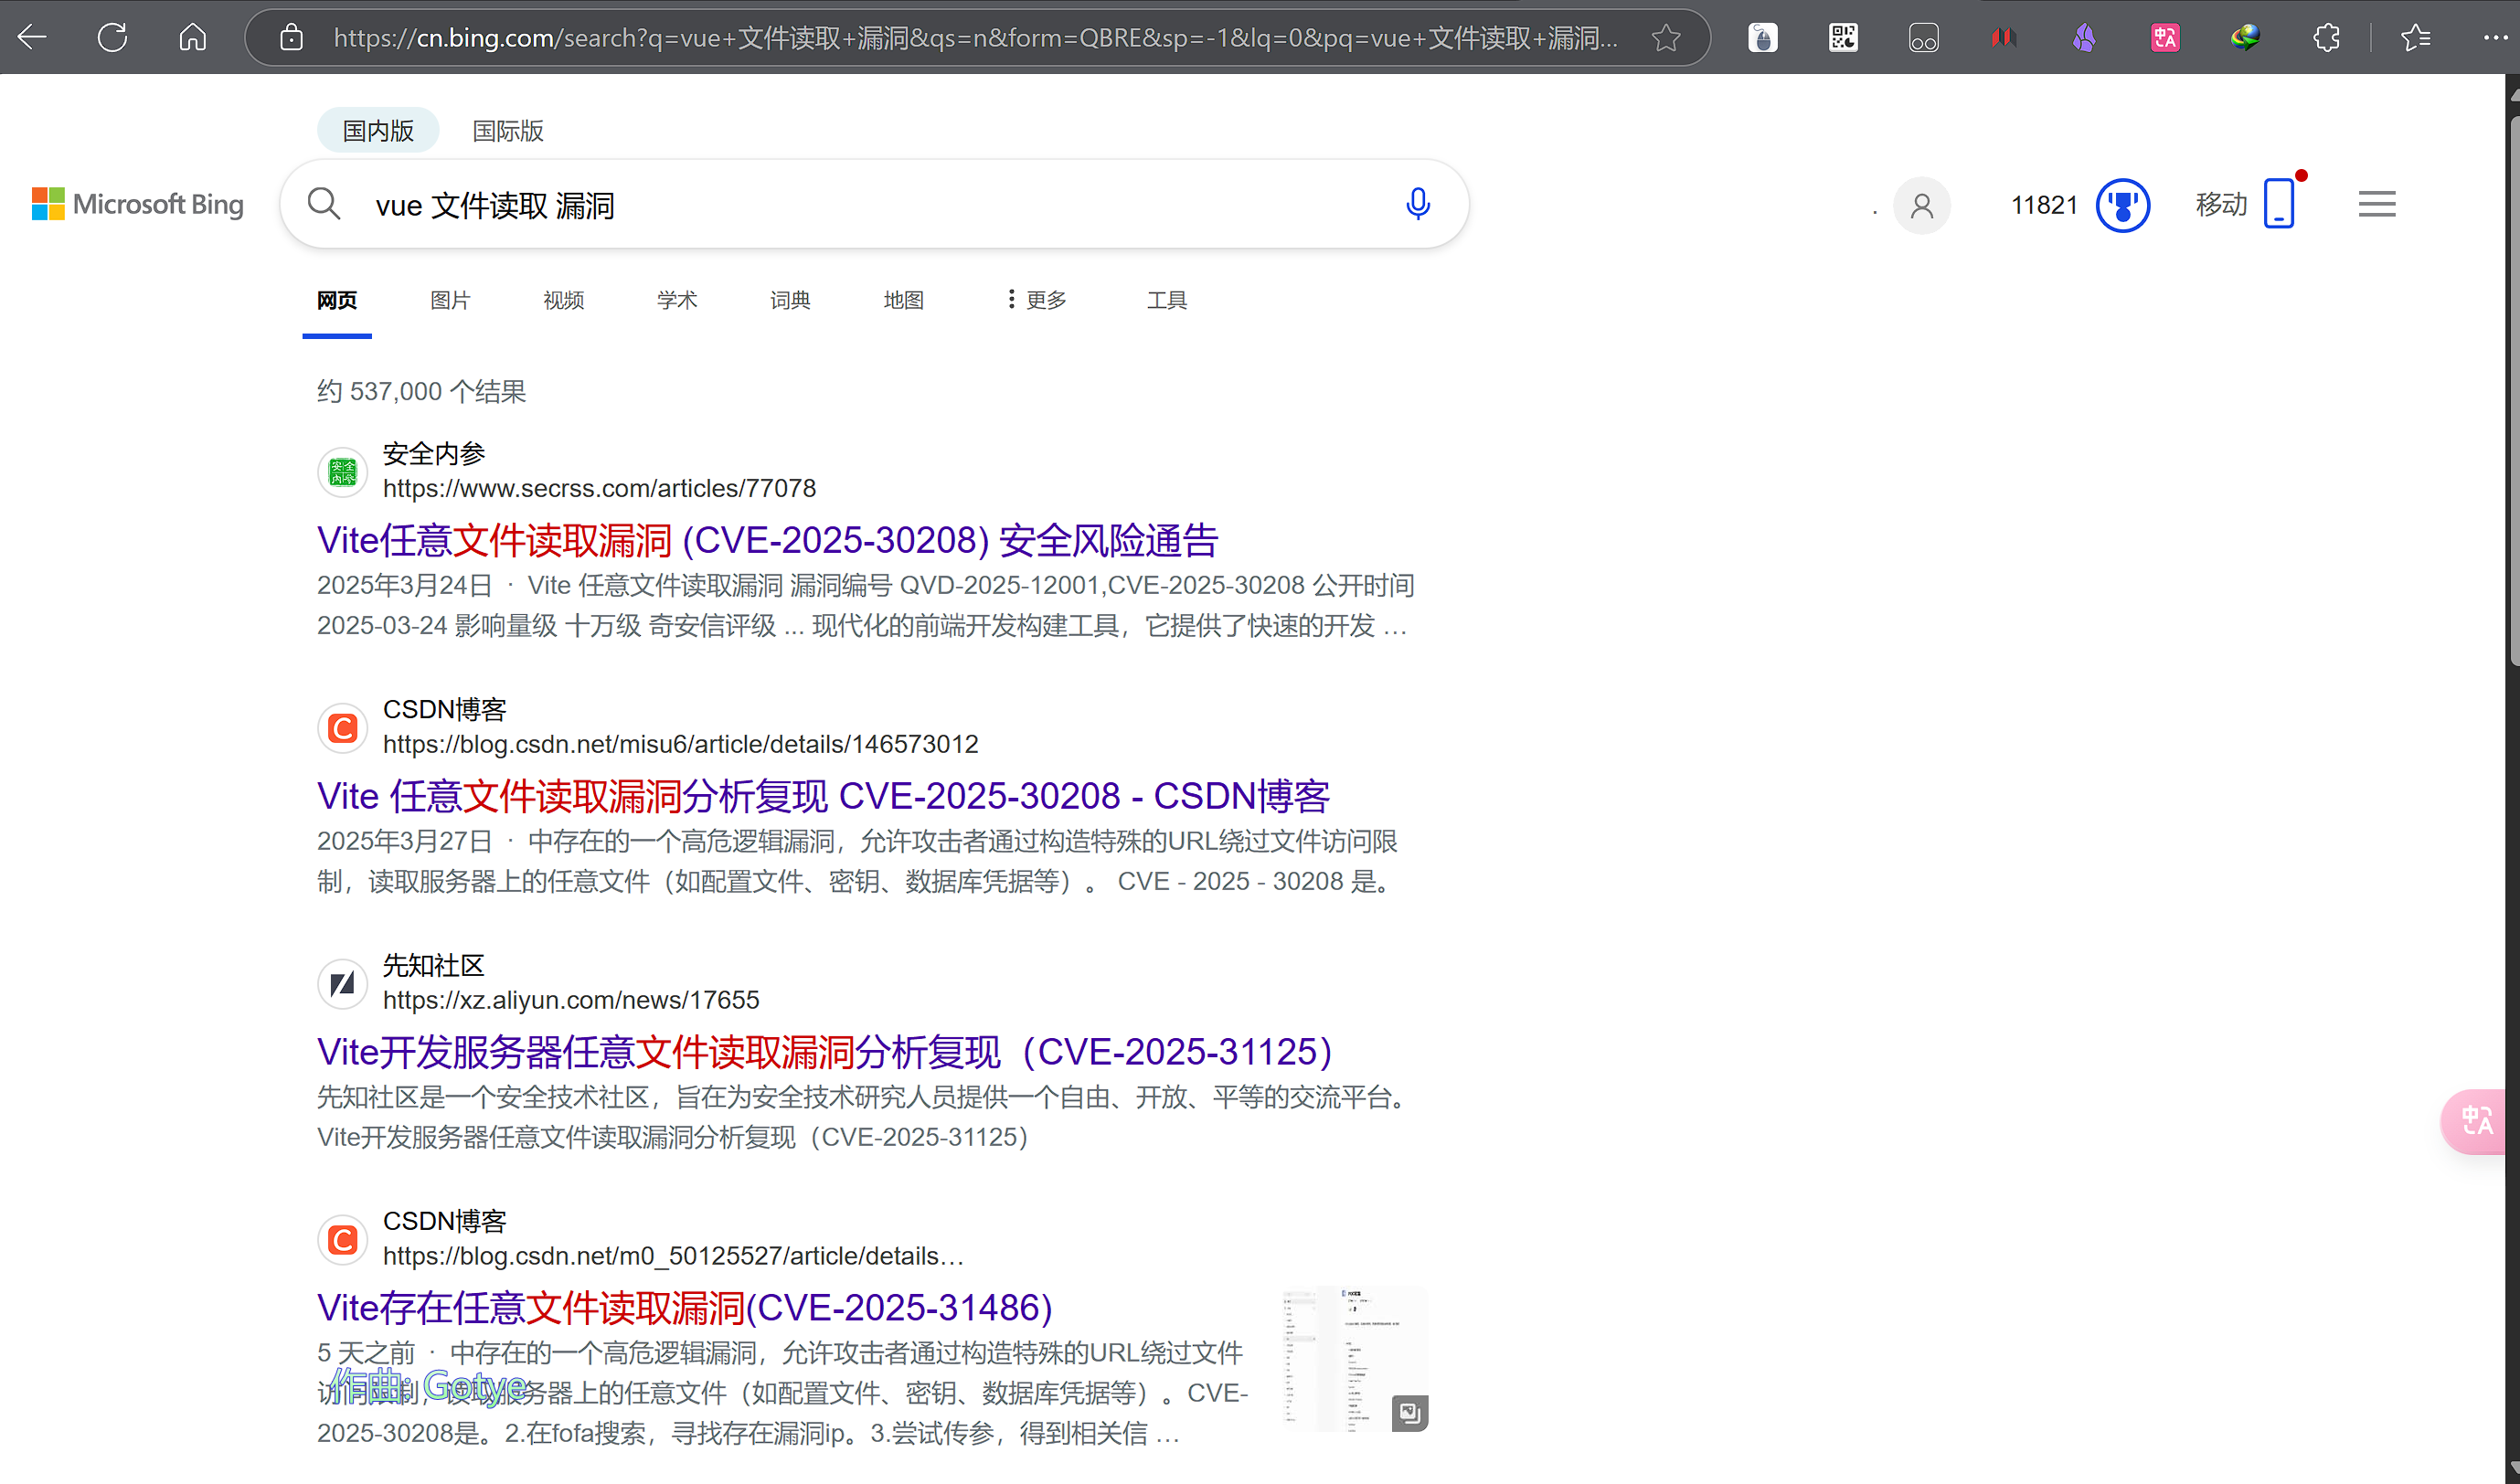 https://cn.bing.com/search?q=vue+文件读取+漏洞&qs=n&form=QBRE&sp=-1&lq=0&pq=vue+文件读取+漏洞...
国内版 国际版
Microsoft Bing
vue 文件读取 漏洞
11821
移动
网页 图片 视频 学术 词典 地图 更多 工具
约 537,000 个结果
安全内参
https://www.secrss.com/articles/77078
Vite任意文件读取漏洞 (CVE-2025-30208) 安全风险通告
2025年3月24日 · Vite 任意文件读取漏洞 漏洞编号 QVD-2025-12001,CVE-2025-30208 公开时间
2025-03-24 影响量级 十万级 奇安信评级 ... 现代化的前端开发构建工具，它提供了快速的开发 …
CSDN博客
https://blog.csdn.net/misu6/article/details/146573012
Vite 任意文件读取漏洞分析复现 CVE-2025-30208 - CSDN博客
2025年3月27日 · 中存在的一个高危逻辑漏洞，允许攻击者通过构造特殊的URL绕过文件访问限
制，读取服务器上的任意文件（如配置文件、密钥、数据库凭据等）。 CVE - 2025 - 30208 是。
先知社区
https://xz.aliyun.com/news/17655
Vite开发服务器任意文件读取漏洞分析复现（CVE-2025-31125）
先知社区是一个安全技术社区，旨在为安全技术研究人员提供一个自由、开放、平等的交流平台。
Vite开发服务器任意文件读取漏洞分析复现（CVE-2025-31125）
CSDN博客
https://blog.csdn.net/m0_50125527/article/details…
Vite存在任意文件读取漏洞(CVE-2025-31486)
5 天之前 · 中存在的一个高危逻辑漏洞，允许攻击者通过构造特殊的URL绕过文件
访问限制，读取服务器上的任意文件（如配置文件、密钥、数据库凭据等）。CVE-
作曲: Gotye
2025-30208是。2.在fofa搜索，寻找存在漏洞ip。3.尝试传参，得到相关信 …